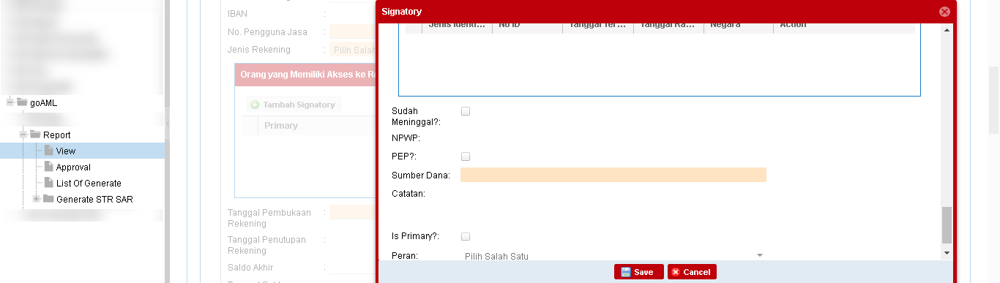 goAML
Report
View
Approval
List Of Generate
Generate STR SAR
IBAN :
No. Pengguna Jasa :
Jenis Rekening : Pilih Salah
Orang yang Memiliki Akses ke R
Tambah Signatory
Primary
Tanggal Pembukaan :
Rekening
Tanggal Penutupan :
Rekening
Saldo Akhir :
Signatory
Jenis Identi... No ID Tanggal Ter... Tanggal Ra... Negara Action
Sudah
Meninggal?:
NPWP:
PEP?:
Sumber Dana:
Catatan:
Is Primary?:
Peran: Pilih Salah Satu
Save Cancel